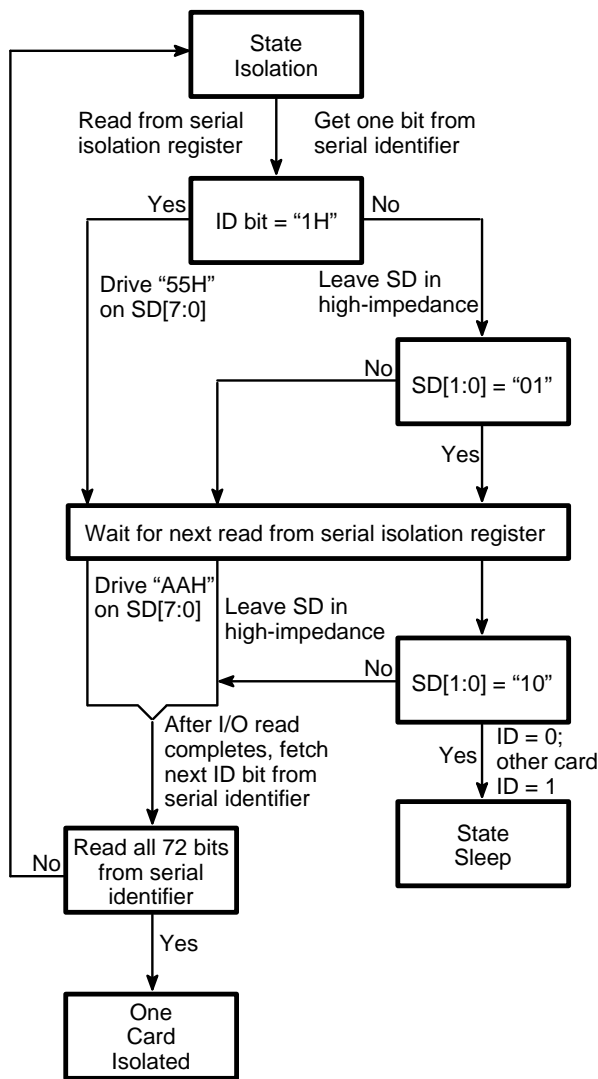 State
Isolation
Read from serial
isolation register
Get one bit from
serial identifier
Yes
ID bit = “1H”
No
Drive “55H”
on SD[7:0]
Leave SD in
high-impedance
No
SD[1:0] = “01”
Yes
Wait for next read from serial isolation register
Drive “AAH”
on SD[7:0]
Leave SD in
high-impedance
No
SD[1:0] = “10”
After I/O read
completes, fetch
next ID bit from
serial identifier
Yes
ID = 0;
other card
ID = 1
State
Sleep
No
Read all 72 bits
from serial
identifier
Yes
One
Card
Isolated